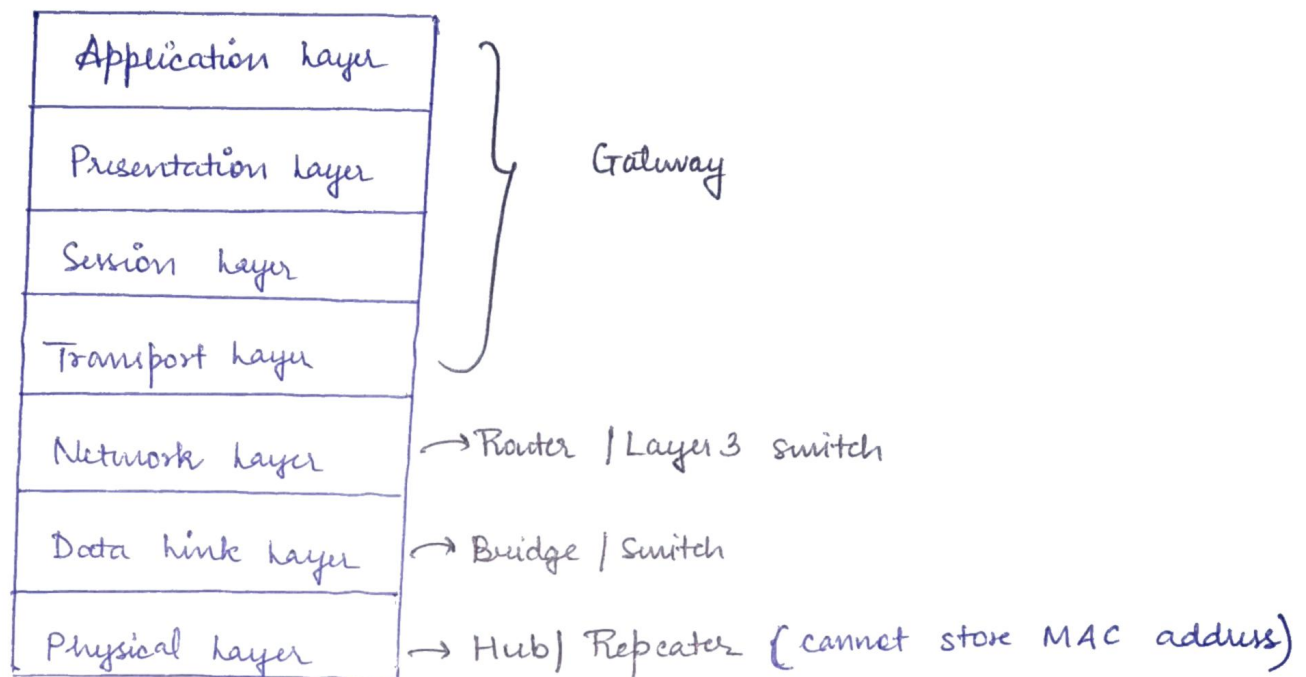 Application Layer
Presentation Layer
Gateway
Session Layer
Transport Layer
Network Layer → Router / Layer 3 switch
Data Link Layer → Bridge / Switch
Physical Layer → Hub / Repeater (cannot store MAC address)